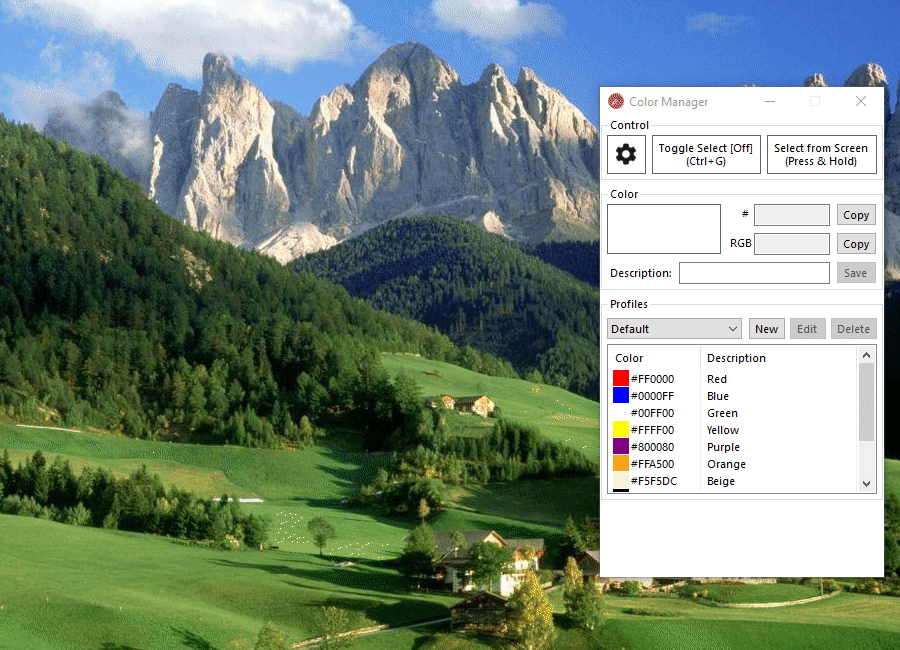 Color Manager
Control
Toggle Select [Off]
(Ctrl+G)
Select from Screen
(Press & Hold)
Color
#
Copy
RGB
Copy
Description:
Save
Profiles
Default
New
Edit
Delete
Color Description
#FF0000 Red
#0000FF Blue
#00FF00 Green
#FFFF00 Yellow
#800080 Purple
#FFA500 Orange
#F5F5DC Beige